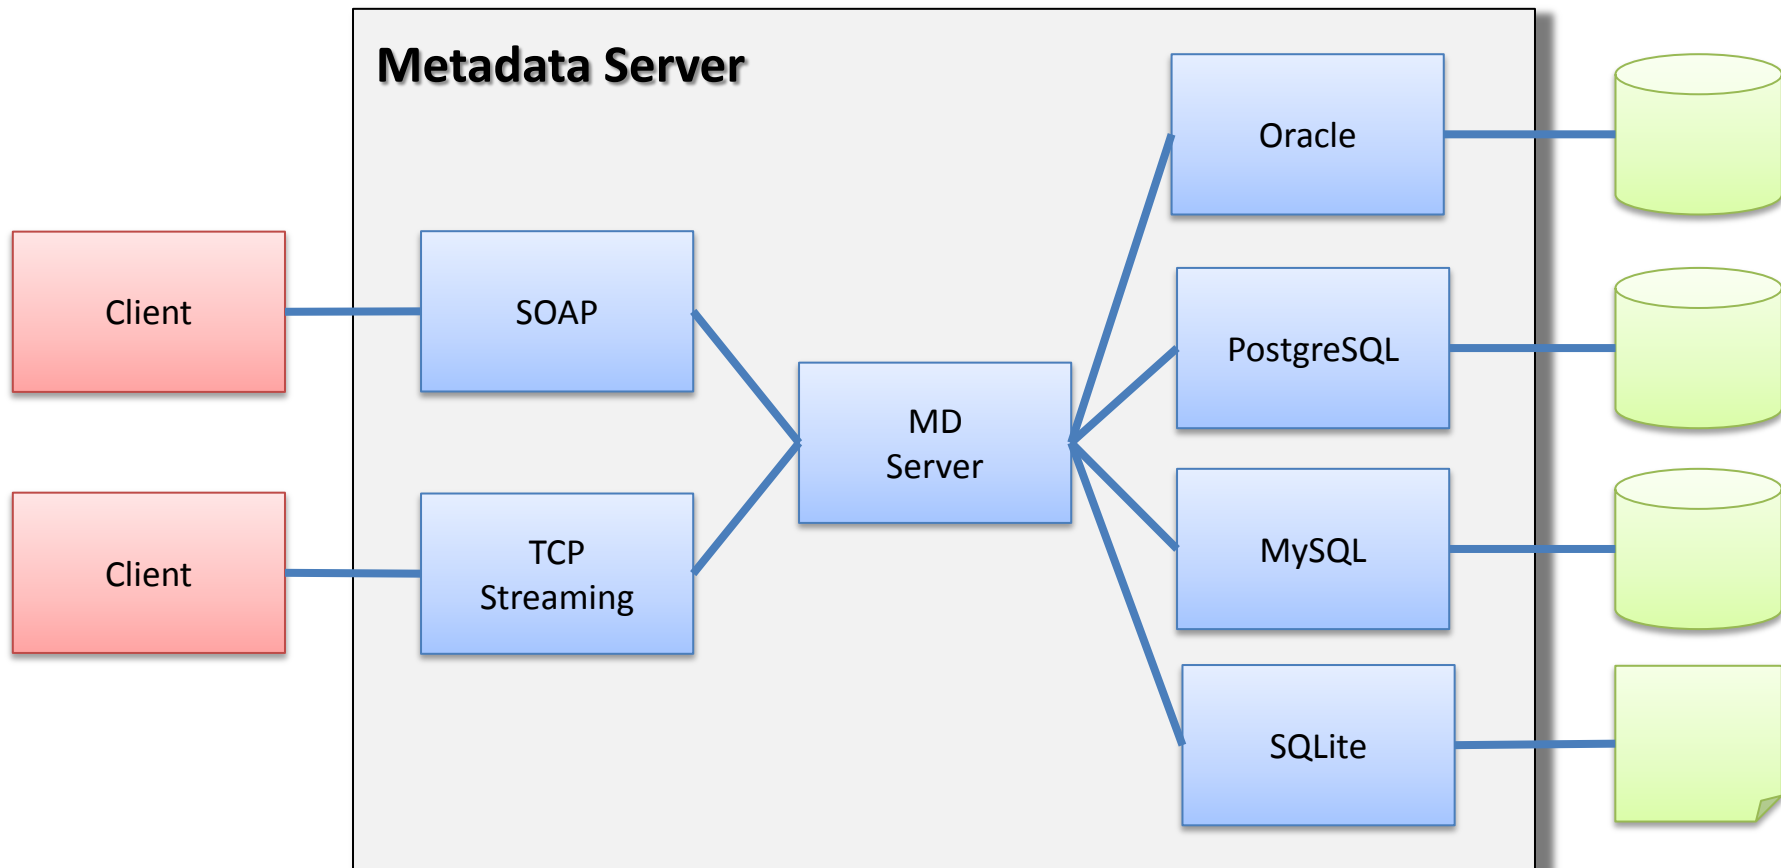 Metadata Server
Oracle
Client
SOAP
PostgreSQL
MD
Server
Client
TCP
Streaming
MySQL
SQLite